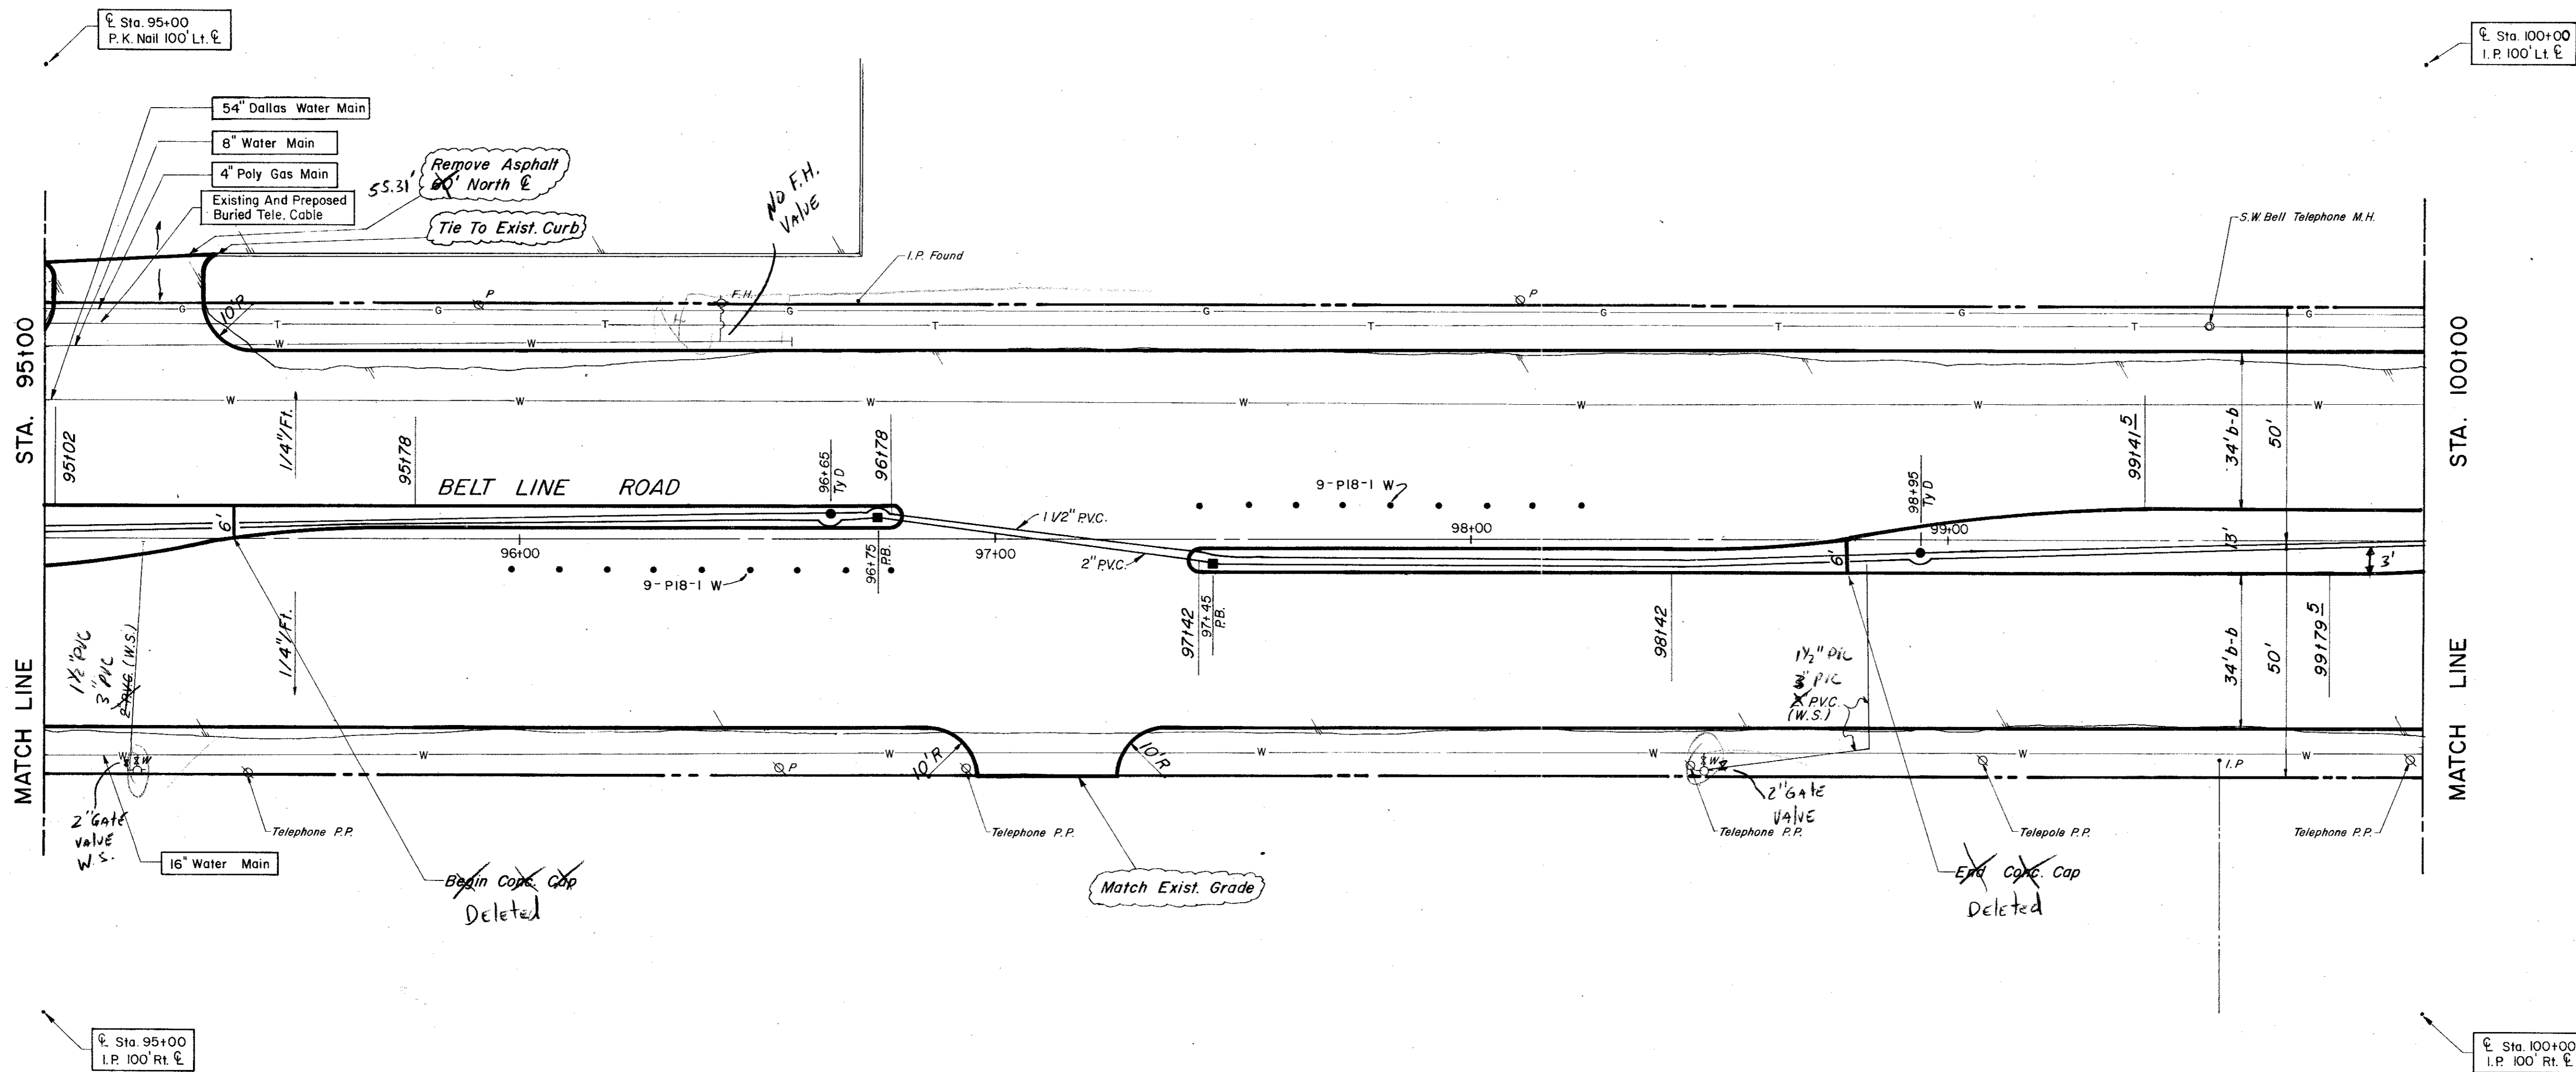 ℄ Sta. 95+00
P.K. Nail 100' Lt. ℄
℄ Sta. 100+00
I.P. 100' Lt. ℄
54" Dallas Water Main
8" Water Main
4" Poly Gas Main
Existing And Preposed
Buried Tele. Cable
55.31'
Remove Asphalt
60' North ℄
Tie To Exist. Curb
NO F.H.
VALVE
I.P. Found
S.W. Bell Telephone M.H.
P
F.H.
P
10'R
G
G
G
G
G
G
G
T
T
T
T
T
T
W
W
STA. 95+00
STA. 100+00
W
W
W
W
W
W
W
95+02
1/4"/Ft.
95+78
96+65
Ty D
96+78
99+41 5
34' b-b
50'
BELT LINE ROAD
9-P18-1 W
98+95
Ty D
6'
1 1/2" P.V.C.
98+00
99+00
13'
96+00
97+00
96+75
P.B.
2" P.V.C.
6'
3'
9-P18-1 W
T
97+42
97+45
P.B.
98+42
99+79 5
1/4"/Ft.
34' b-b
50'
1½" PVC
3" PVC
2" P.V.C. (W.S.)
1½" PVC
3" PVC
2" P.V.C.
(W.S.)
MATCH LINE
MATCH LINE
W
W
W
W
W
W
W
W
W
10'R
10'R
P
I.P
2" GATE
VALVE
W.S.
2" GATE
VALVE
Telephone P.P.
Telephone P.P.
Telephone P.P.
Telepole P.P.
Telephone P.P.
16" Water Main
Begin Conc. Cap
Deleted
Match Exist. Grade
End Conc. Cap
Deleted
℄ Sta. 95+00
I.P. 100' Rt. ℄
℄ Sta. 100+00
I.P. 100' Rt. ℄